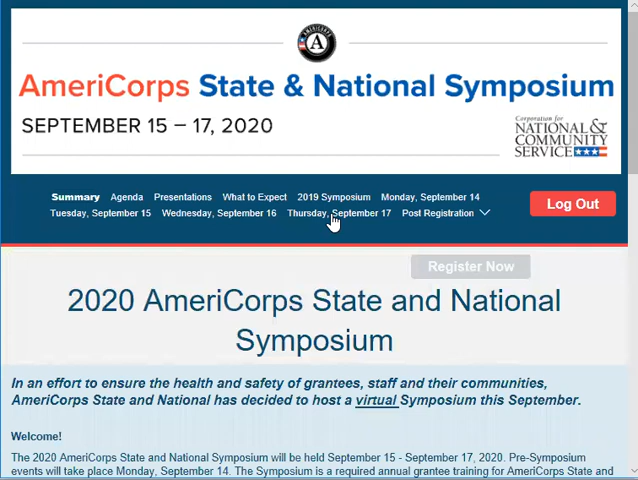 AMERICORPS
A
AmeriCorps State & National Symposium
SEPTEMBER 15 – 17, 2020
Corporation for
NATIONAL &
COMMUNITY
SERVICE
Summary Agenda Presentations What to Expect 2019 Symposium Monday, September 14
Tuesday, September 15 Wednesday, September 16 Thursday, September 17 Post Registration
Log Out
Register Now
2020 AmeriCorps State and National
Symposium
In an effort to ensure the health and safety of grantees, staff and their communities,
AmeriCorps State and National has decided to host a virtual Symposium this September.
Welcome!
The 2020 AmeriCorps State and National Symposium will be held September 15 - September 17, 2020. Pre-Symposium
events will take place Monday, September 14. The Symposium is a required annual grantee training for AmeriCorps State and